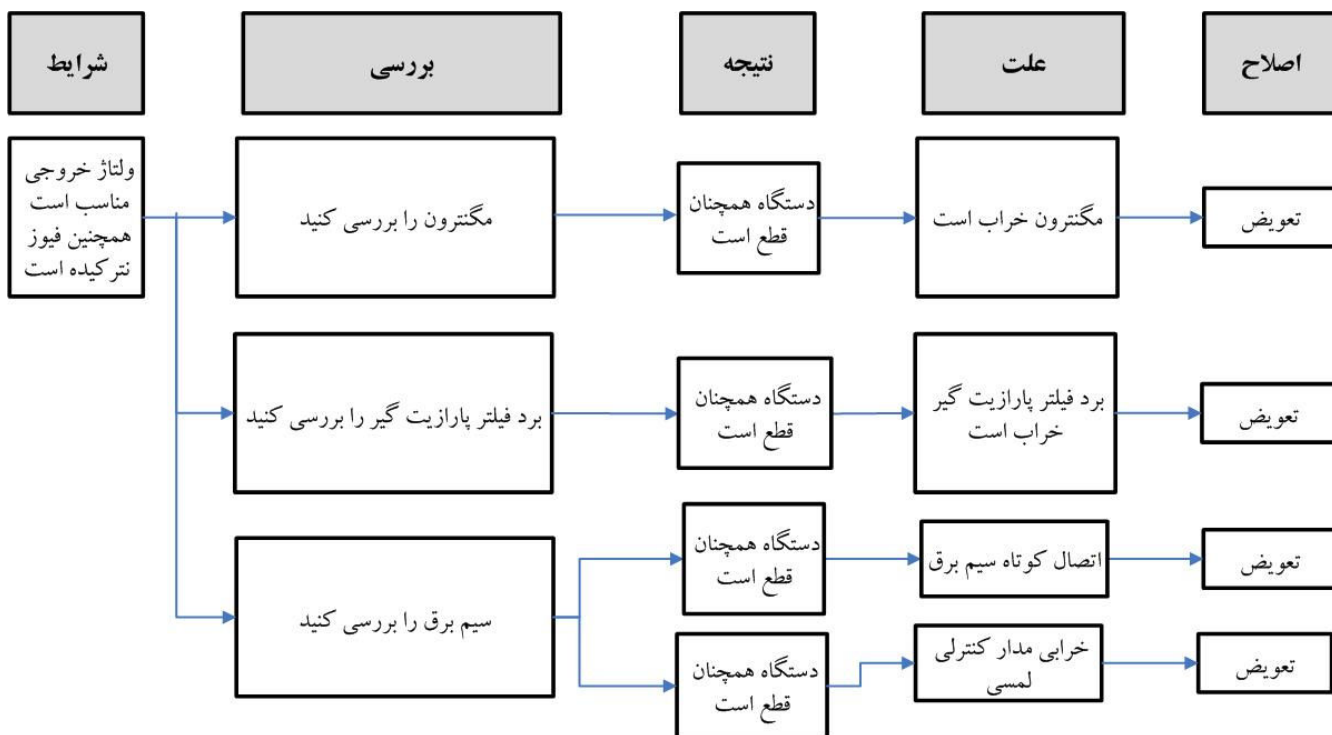 شرایط
بررسی
نتیجه
علت
اصلاح
ولتاژ خروجی
مناسب است
همچنین فیوز
نترکیده است
مگنترون را بررسی کنید
دستگاه همچنان
قطع است
مگنترون خراب است
تعویض
برد فیلتر پارازیت گیر را بررسی کنید
دستگاه همچنان
قطع است
برد فیلتر پارازیت گیر
خراب است
تعویض
سیم برق را بررسی کنید
دستگاه همچنان
قطع است
اتصال کوتاه سیم برق
تعویض
دستگاه همچنان
قطع است
خرابی مدار کنترلی
لمسی
تعویض